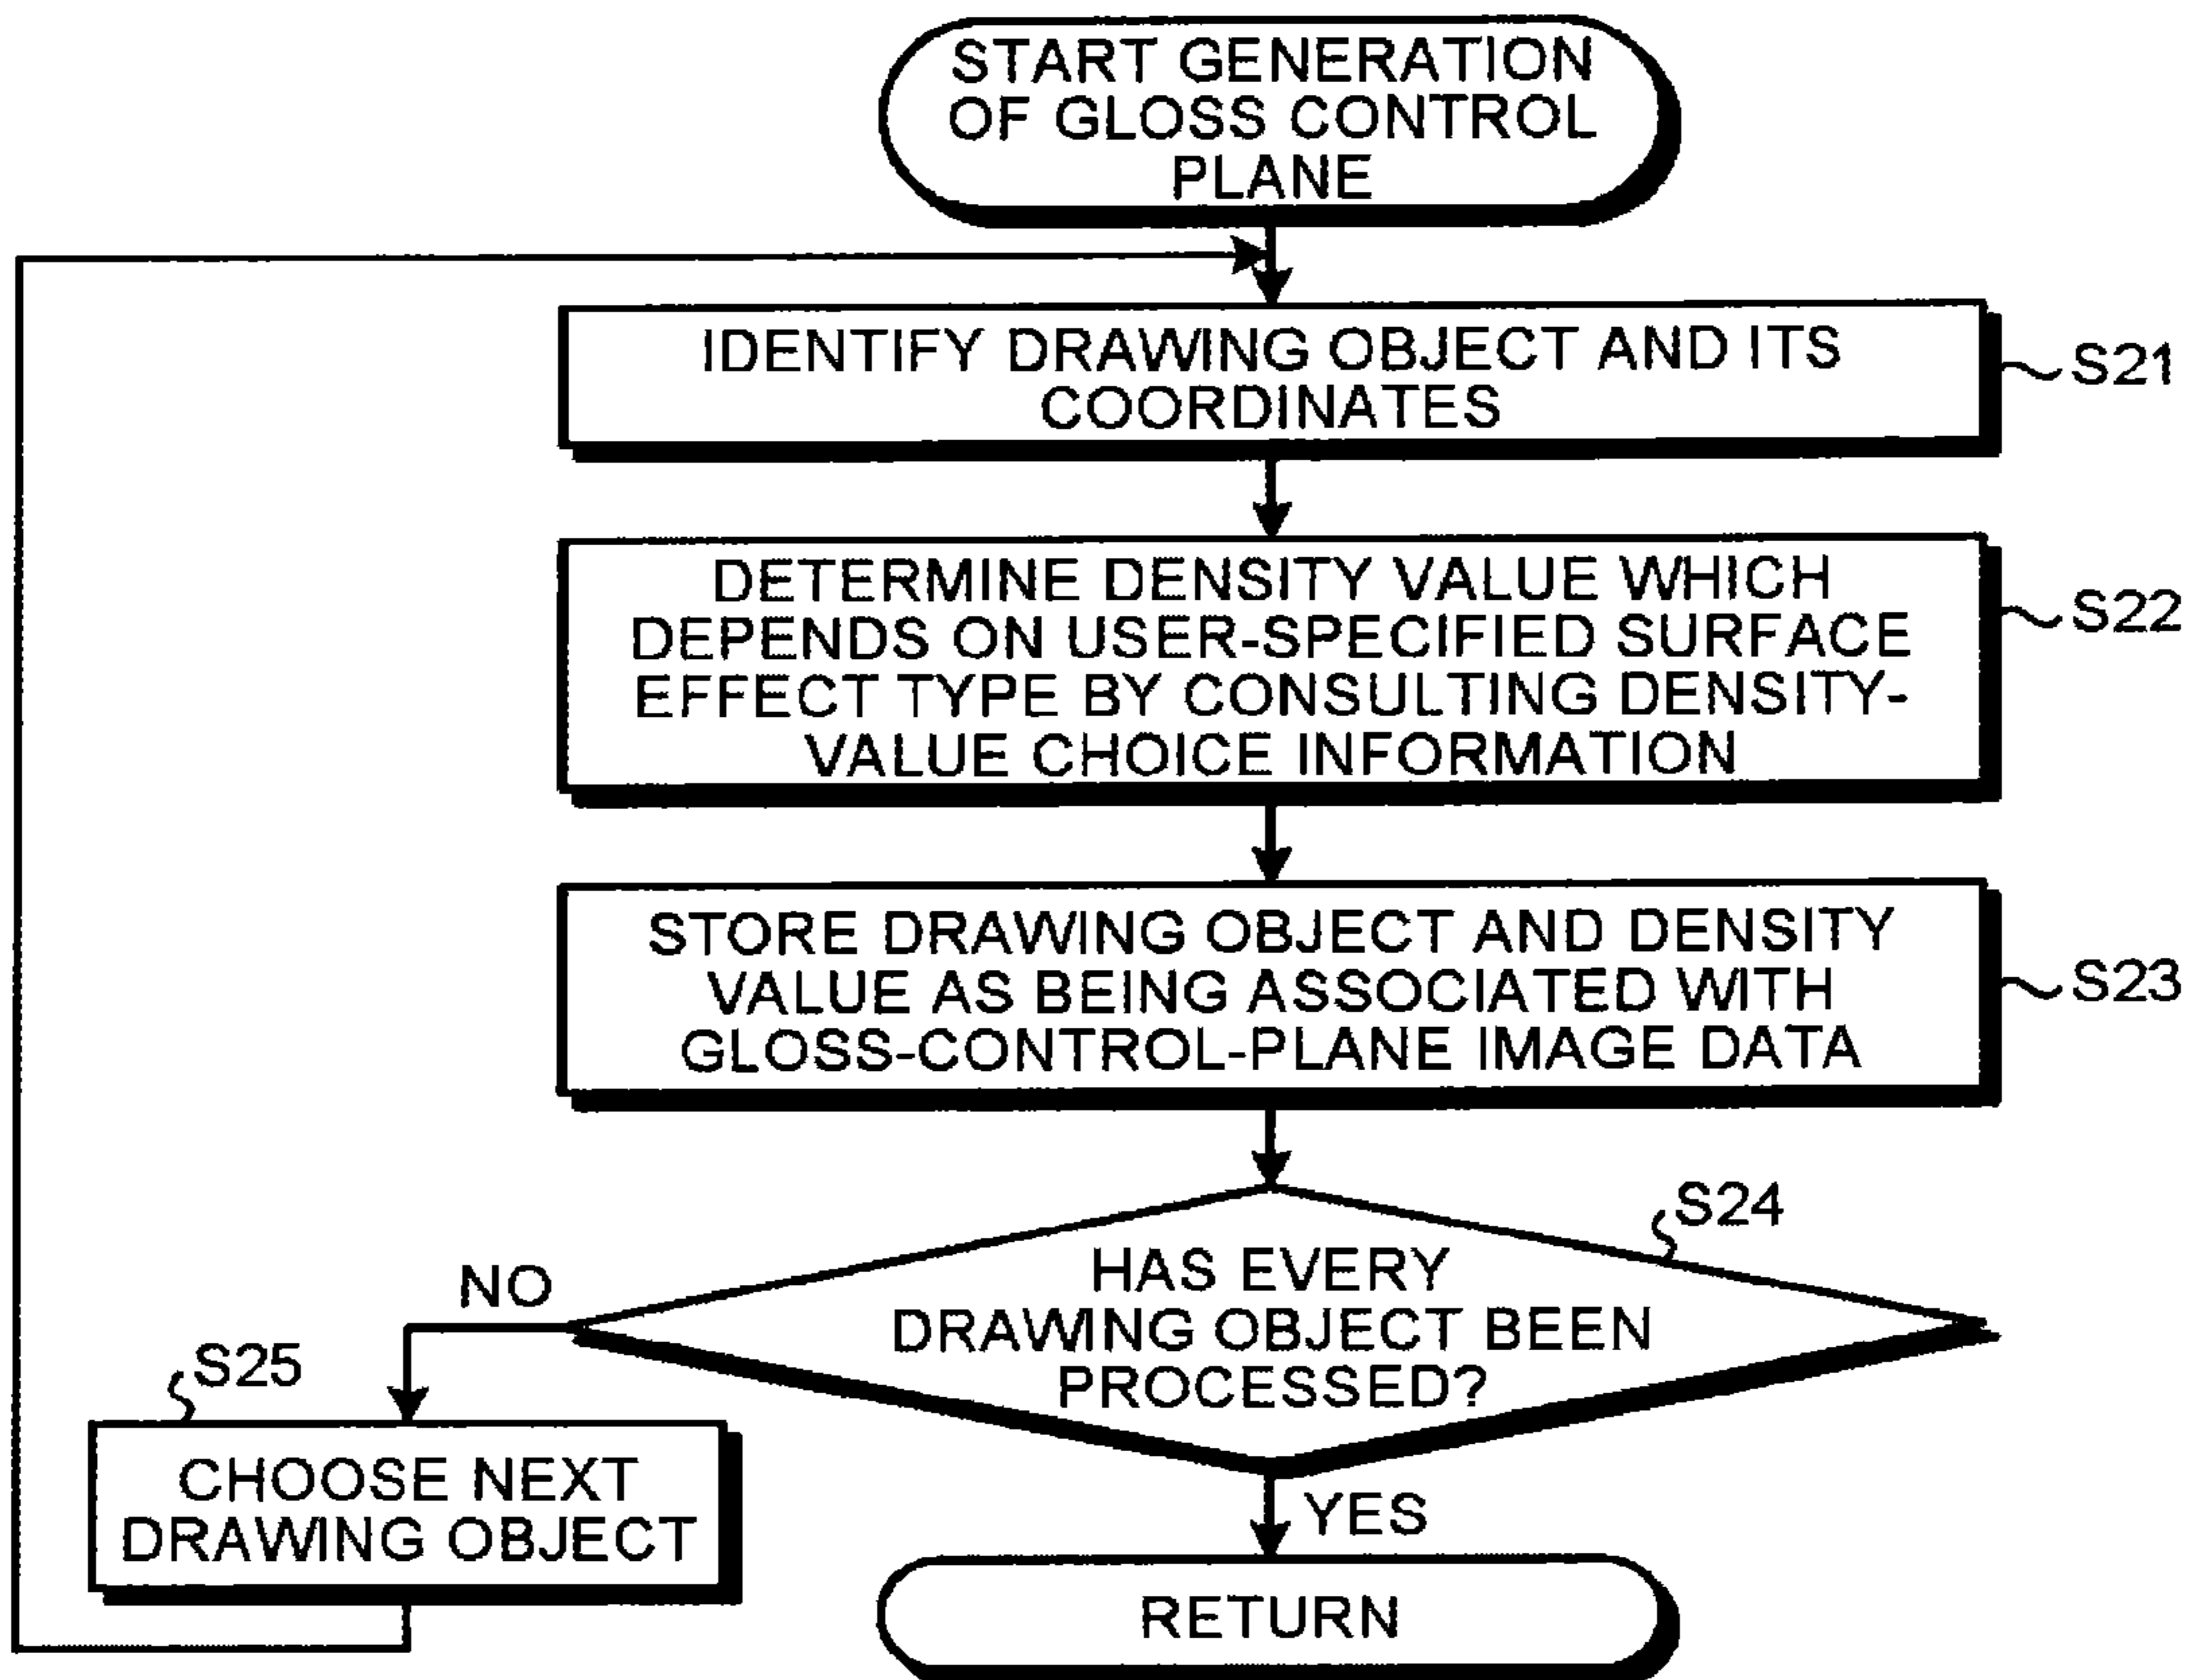 START GENERATION
OF GLOSS CONTROL
PLANE
IDENTIFY DRAWING OBJECT AND ITS
COORDINATES
S21
DETERMINE DENSITY VALUE WHICH
DEPENDS ON USER-SPECIFIED SURFACE
EFFECT TYPE BY CONSULTING DENSITY-
VALUE CHOICE INFORMATION
S22
STORE DRAWING OBJECT AND DENSITY
VALUE AS BEING ASSOCIATED WITH
GLOSS-CONTROL-PLANE IMAGE DATA
S23
S24
HAS EVERY
DRAWING OBJECT BEEN
PROCESSED?
NO
S25
CHOOSE NEXT
DRAWING OBJECT
YES
RETURN